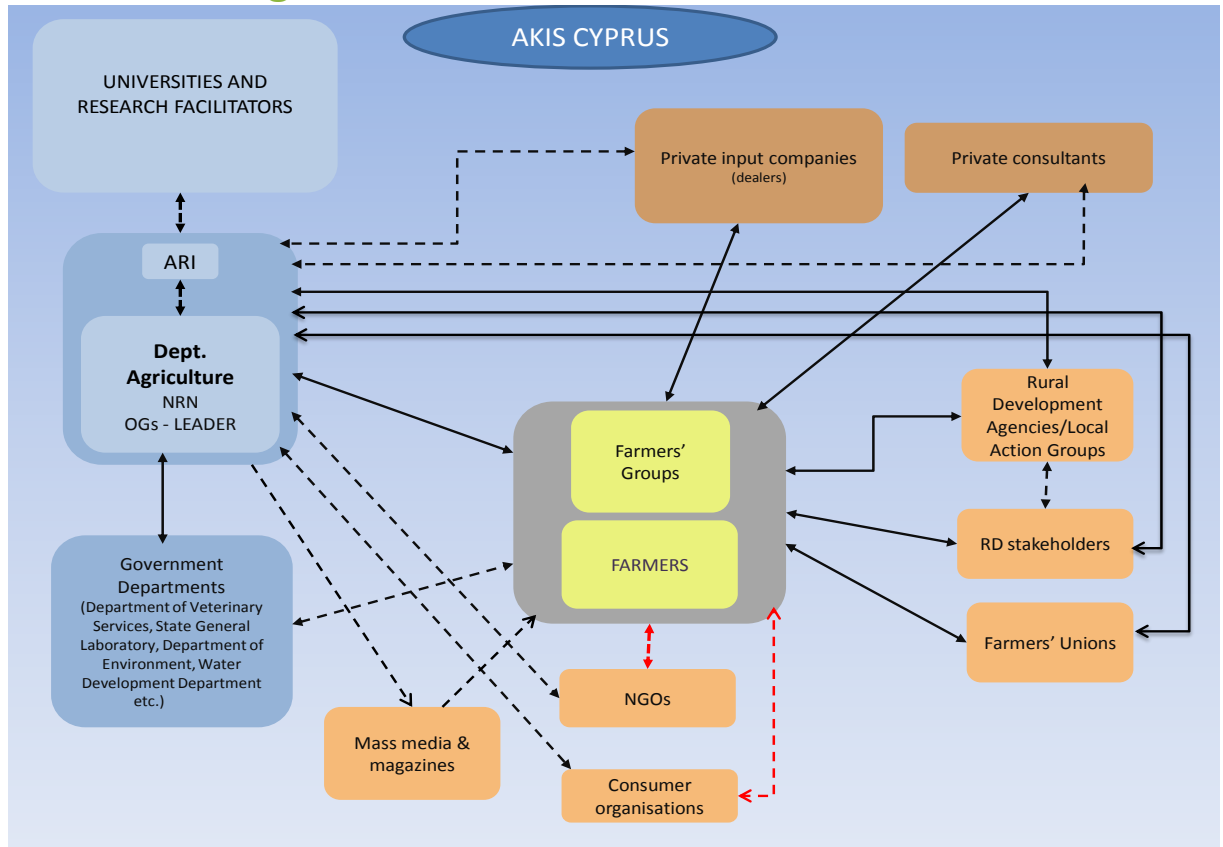 AKIS CYPRUS
UNIVERSITIES AND
RESEARCH FACILITATORS
Private input companies
(dealers)
Private consultants
ARI
Dept.
Agriculture
NRN
OGs - LEADER
Rural
Development
Agencies/Local
Action Groups
Farmers’
Groups
FARMERS
RD stakeholders
Government
Departments
(Department of Veterinary
Services, State General
Laboratory, Department of
Environment, Water
Development Department
etc.)
Farmers’ Unions
NGOs
Mass media &
magazines
Consumer
organisations